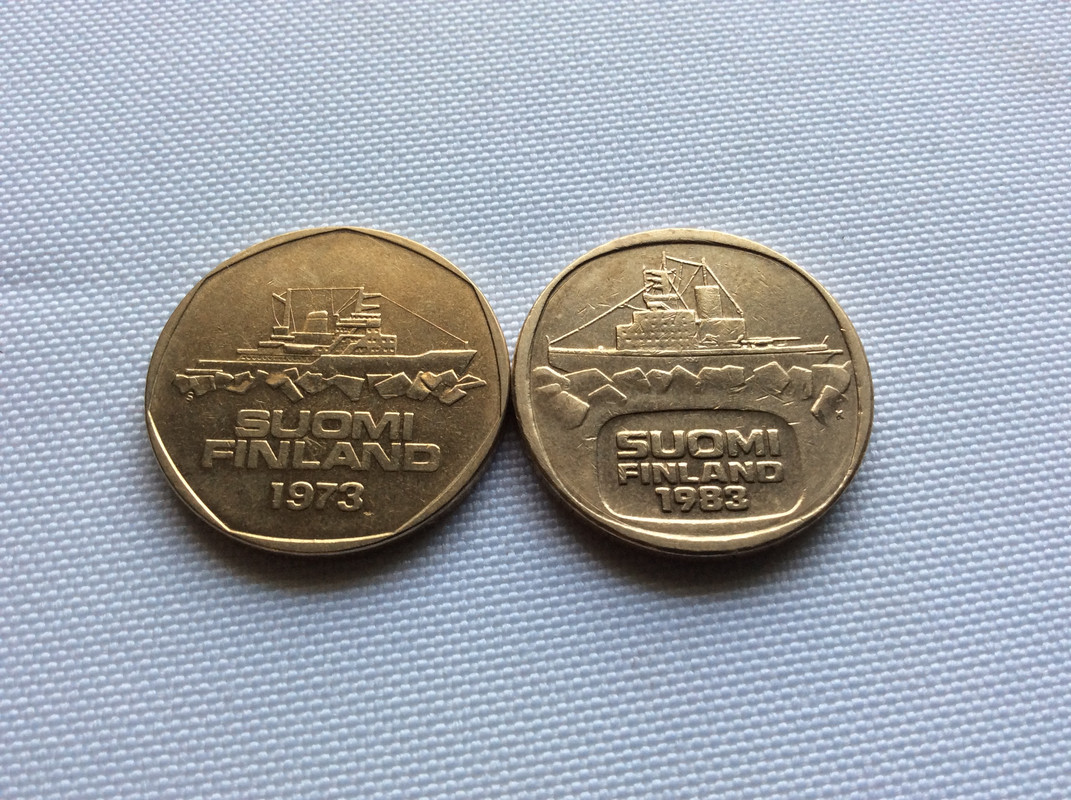 SUOMI
FINLAND
1973
S
SUOMI
FINLAND
1983
K